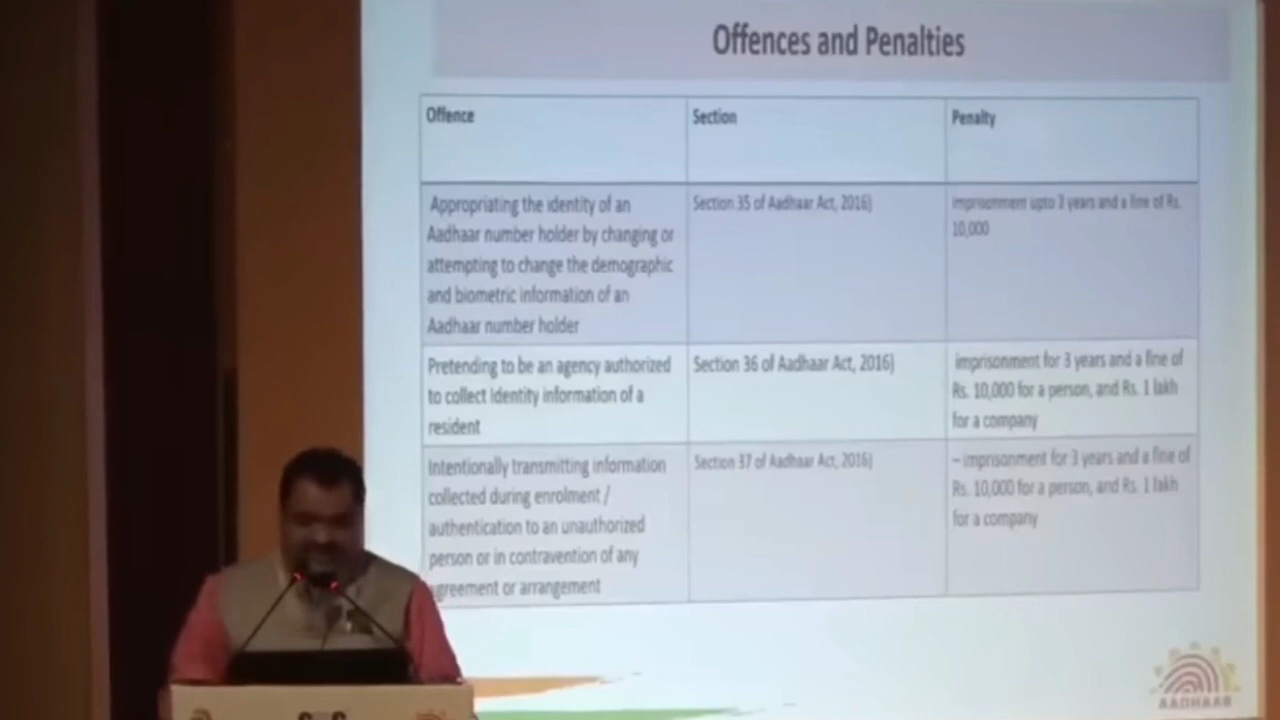 Offences and Penalties
Offence
Section
Penalty
Appropriating the identity of an
Aadhaar number holder by changing or
attempting to change the demographic
and biometric information of an
Aadhaar number holder
Section 35 of Aadhaar Act, 2016)
imprisonment upto 3 years and a fine of Rs.
10,000
Pretending to be an agency authorized
to collect Identity information of a
resident
Section 36 of Aadhaar Act, 2016)
imprisonment for 3 years and a fine of
Rs. 10,000 for a person, and Rs. 1 lakh
for a company
Intentionally transmitting information
collected during enrolment /
authentication to an unauthorized
person or in contravention of any
agreement or arrangement
Section 37 of Aadhaar Act, 2016)
– imprisonment for 3 years and a fine of
Rs. 10,000 for a person, and Rs. 1 lakh
for a company
AADHAAR